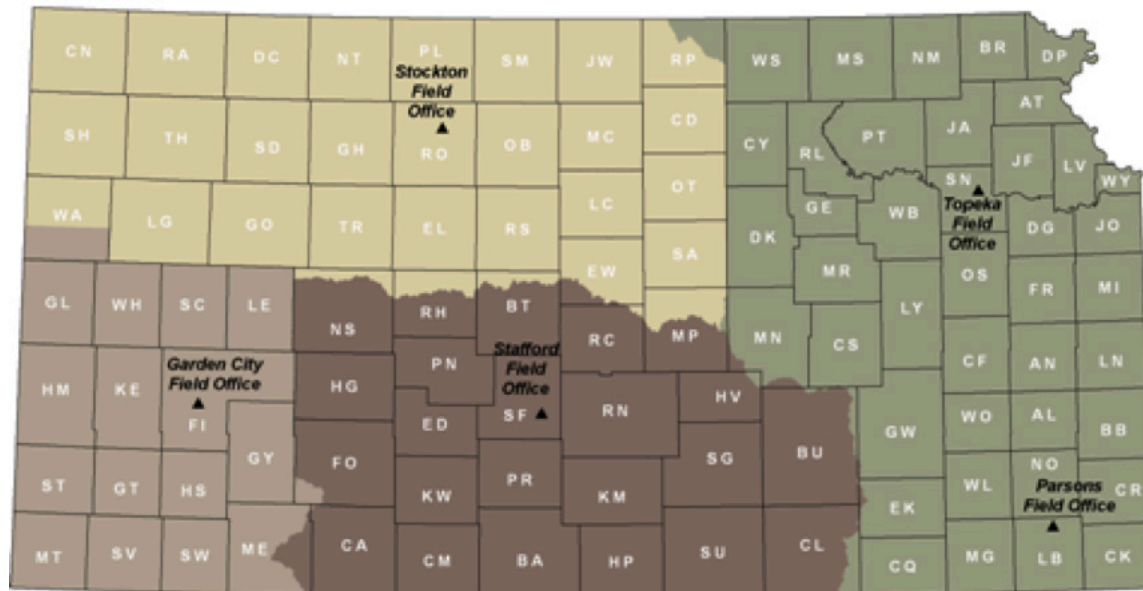 CN RA DC NT PL SM JW RP WS MS NM BR DP
Stockton
Field
Office
AT
SH TH SD GH RO OB MC CD CY RL PT JA JF LV WY
SN
Topeka
Field
Office
WA LG GO TR EL RS LC OT DK GE WB DG JO
EW SA MR OS
GL WH SC LE NS RH BT RC MP MN CS LY FR MI
Garden City
Field Office
Stafford
Field
Office
HM KE FI HG PN CF AN LN
GY ED SF RN HV BU GW WO AL BB
ST GT HS FO KW PR KM SG EK WL NO CR
Parsons
Field Office
MT SV SW ME CA CM BA HP SU CL CQ MG LB CK